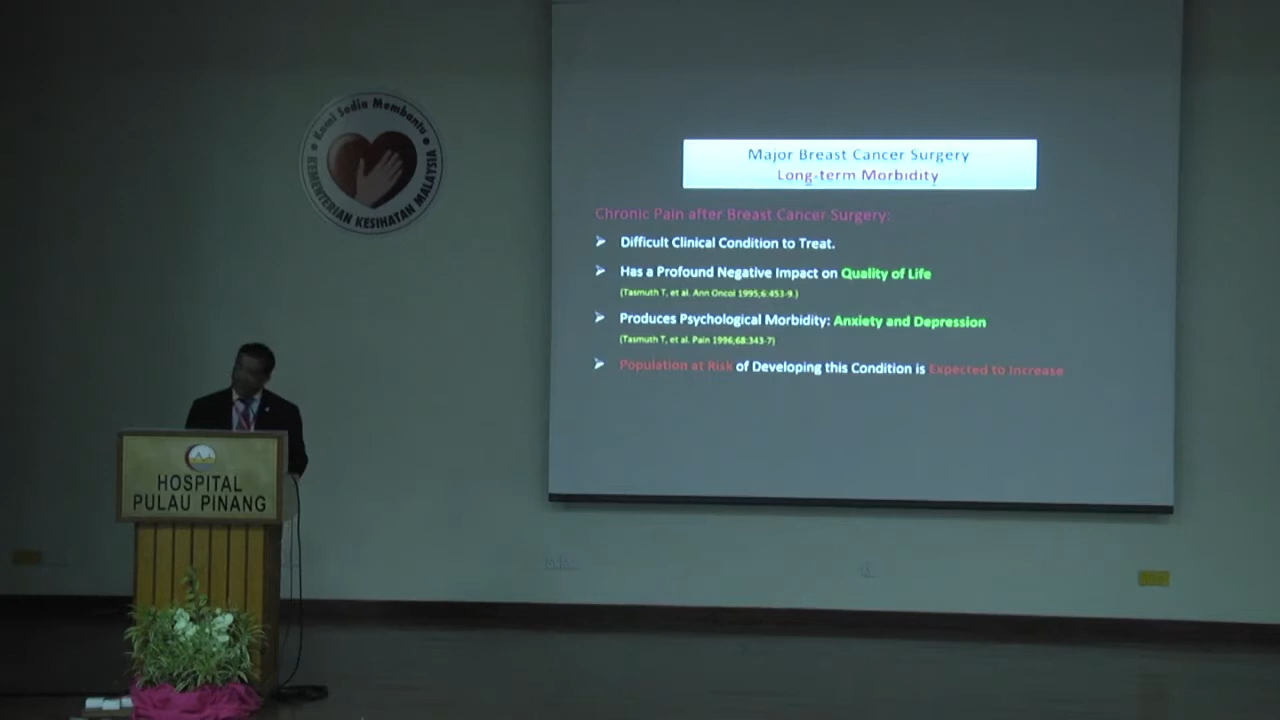 Kami Sedia Membantu
KEMENTERIAN KESIHATAN MALAYSIA
Major Breast Cancer Surgery
Long-term Morbidity
Chronic Pain after Breast Cancer Surgery:
➢ Difficult Clinical Condition to Treat.
➢ Has a Profound Negative Impact on Quality of Life
(Tasmuth T, et al. Ann Oncol 1995;6:453-9.)
➢ Produces Psychological Morbidity: Anxiety and Depression
(Tasmuth T, et al. Pain 1996;68:343-7)
➢ Population at Risk of Developing this Condition is Expected to Increase
HOSPITAL
PULAU PINANG